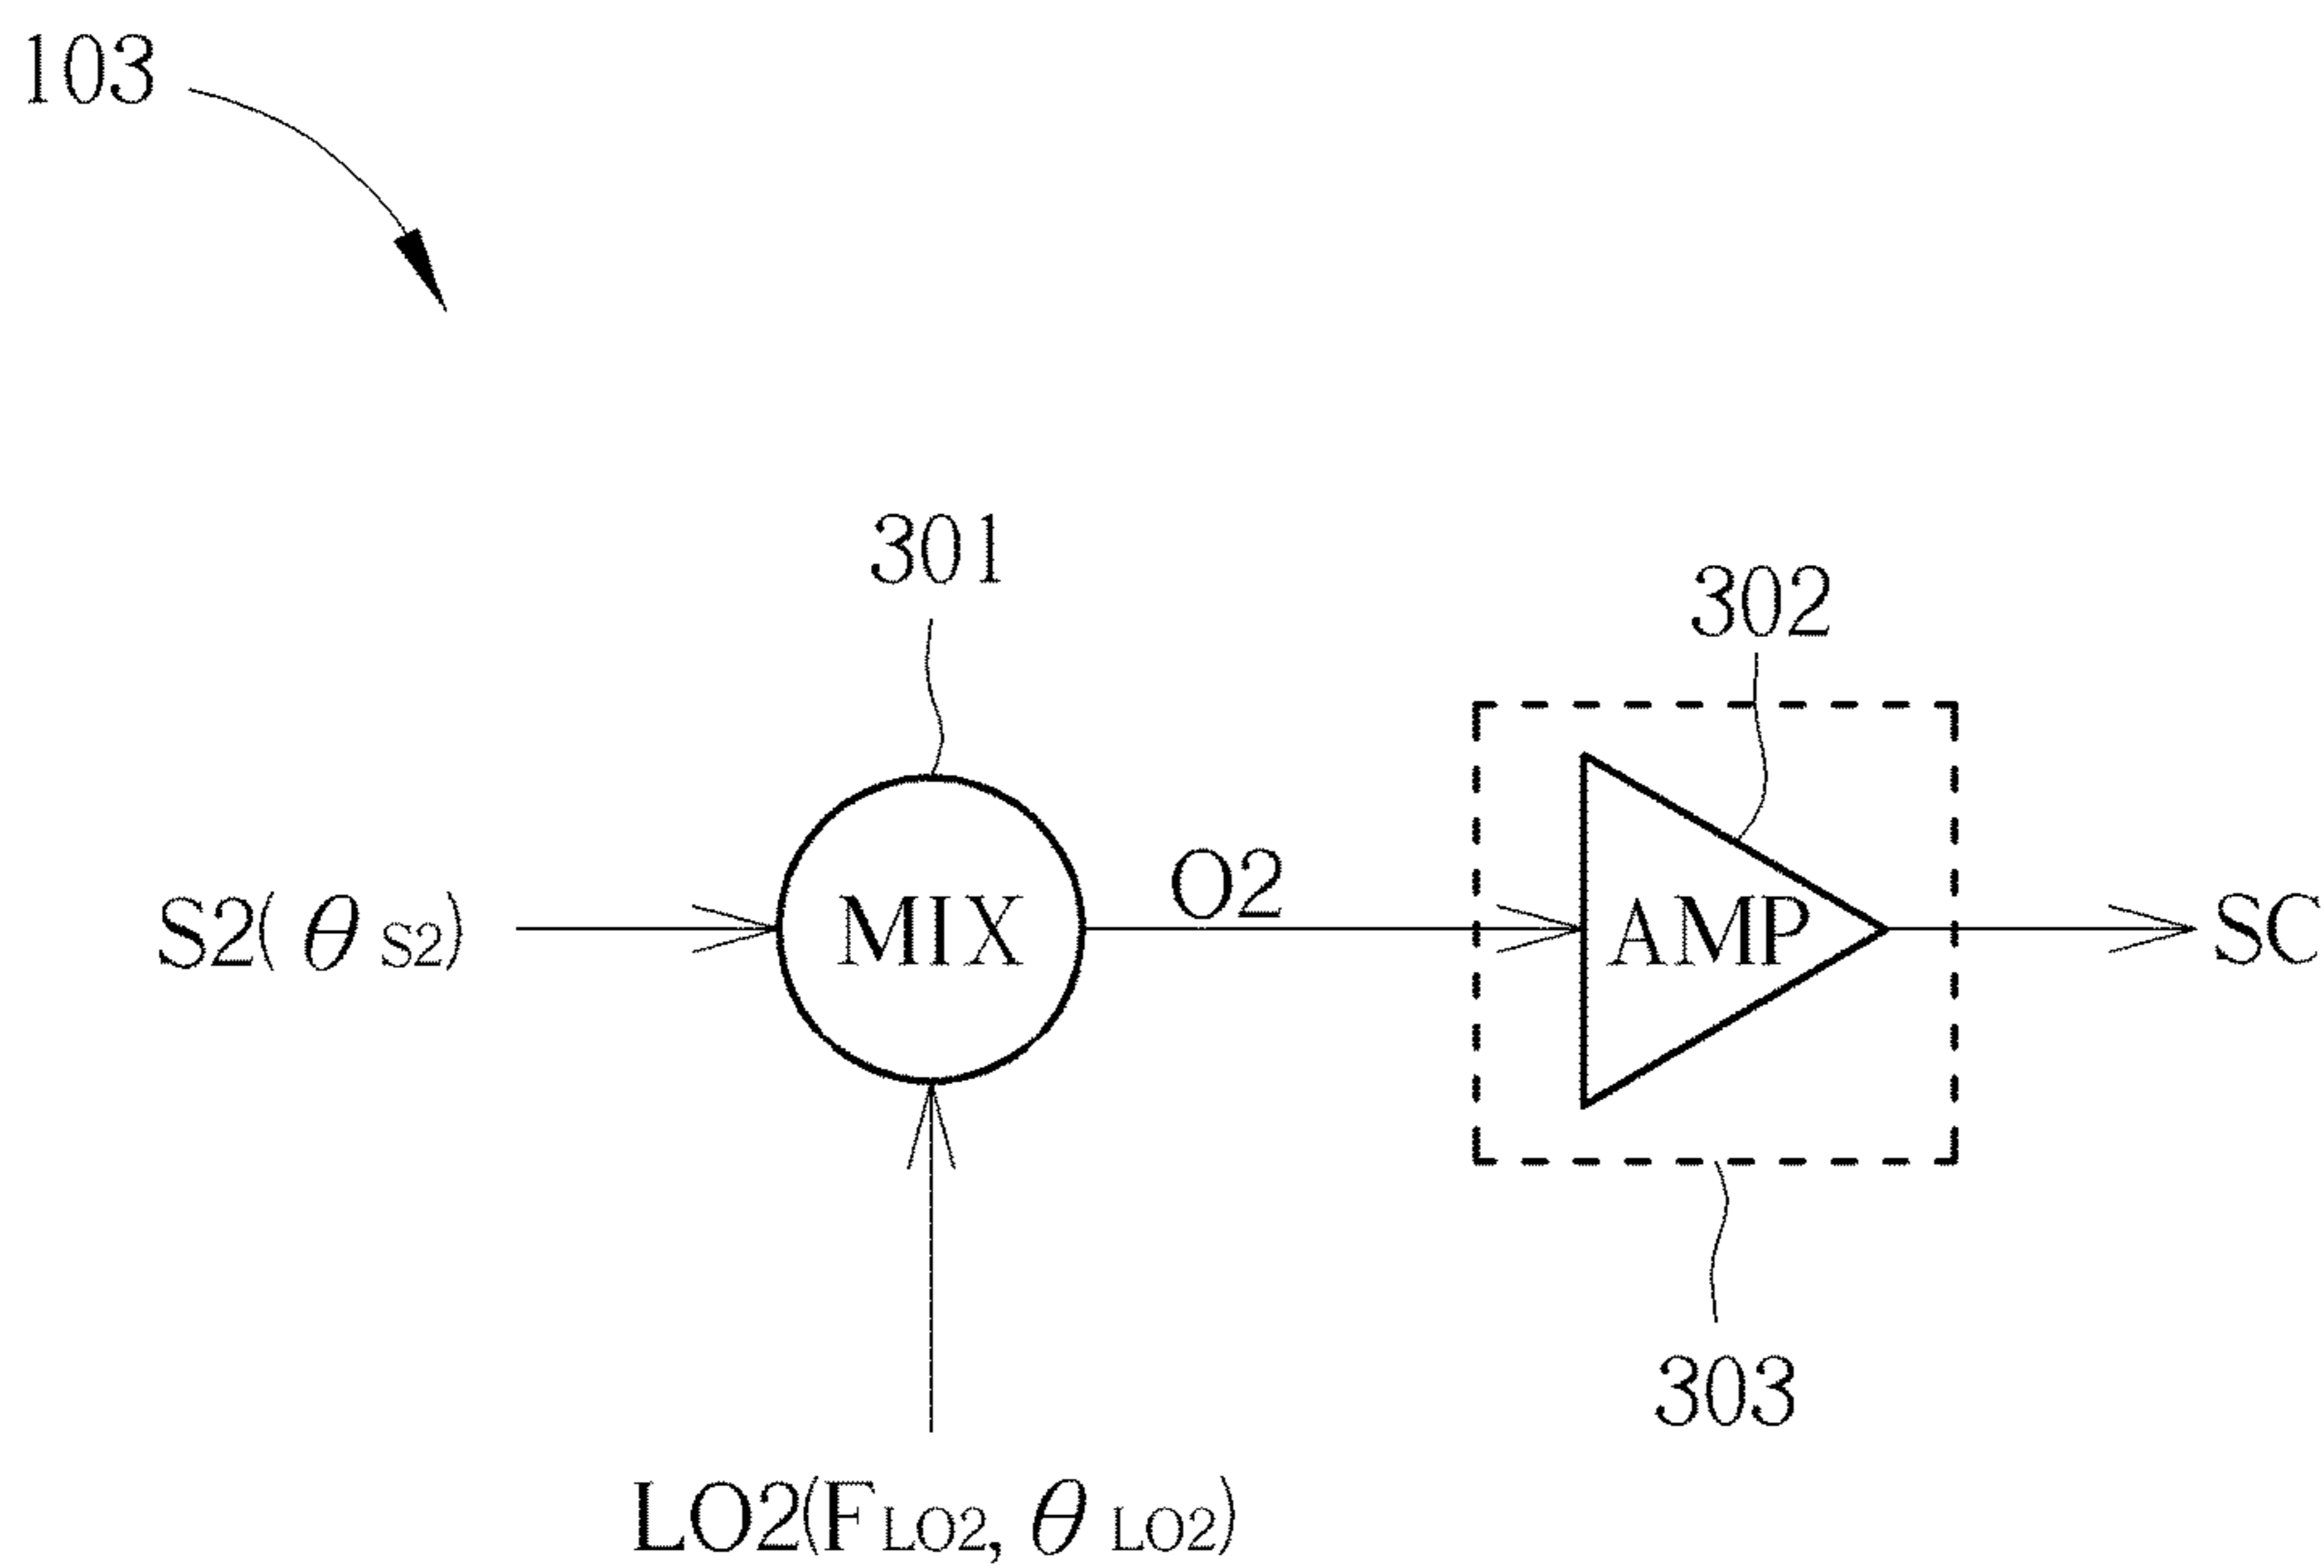 103
301
302
S2(θS2)
MIX
O2
AMP
SC
303
LO2(FLO2, θLO2)